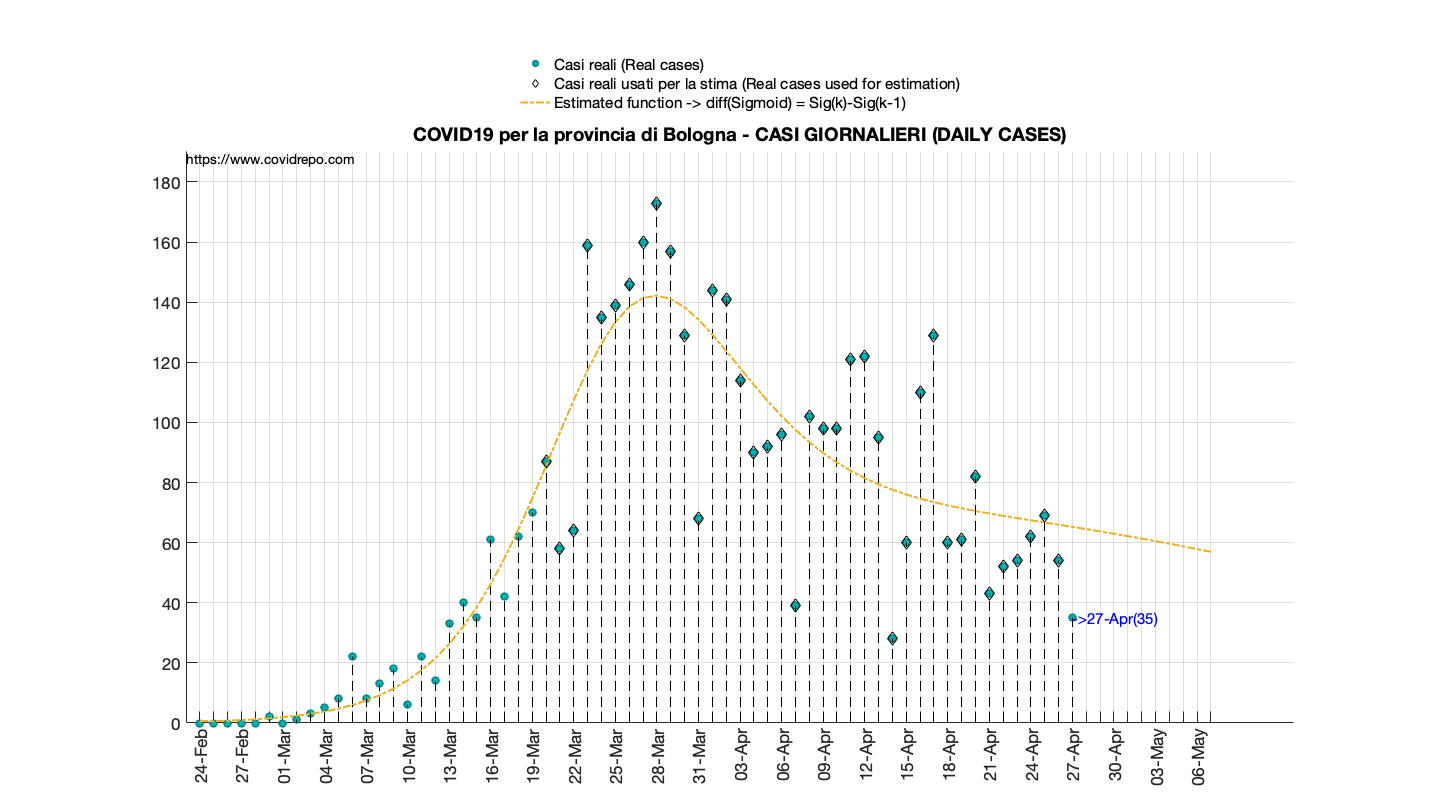 Casi reali (Real cases)
Casi reali usati per la stima (Real cases used for estimation)
Estimated function -> diff(Sigmoid) = Sig(k)-Sig(k-1)
COVID19 per la provincia di Bologna - CASI GIORNALIERI (DAILY CASES)
https://www.covidrepo.com
180
160
140
120
100
80
60
40
20
0
>27-Apr(35)
24-Feb
27-Feb
01-Mar
04-Mar
07-Mar
10-Mar
13-Mar
16-Mar
19-Mar
22-Mar
25-Mar
28-Mar
31-Mar
03-Apr
06-Apr
09-Apr
12-Apr
15-Apr
18-Apr
21-Apr
24-Apr
27-Apr
30-Apr
03-May
06-May